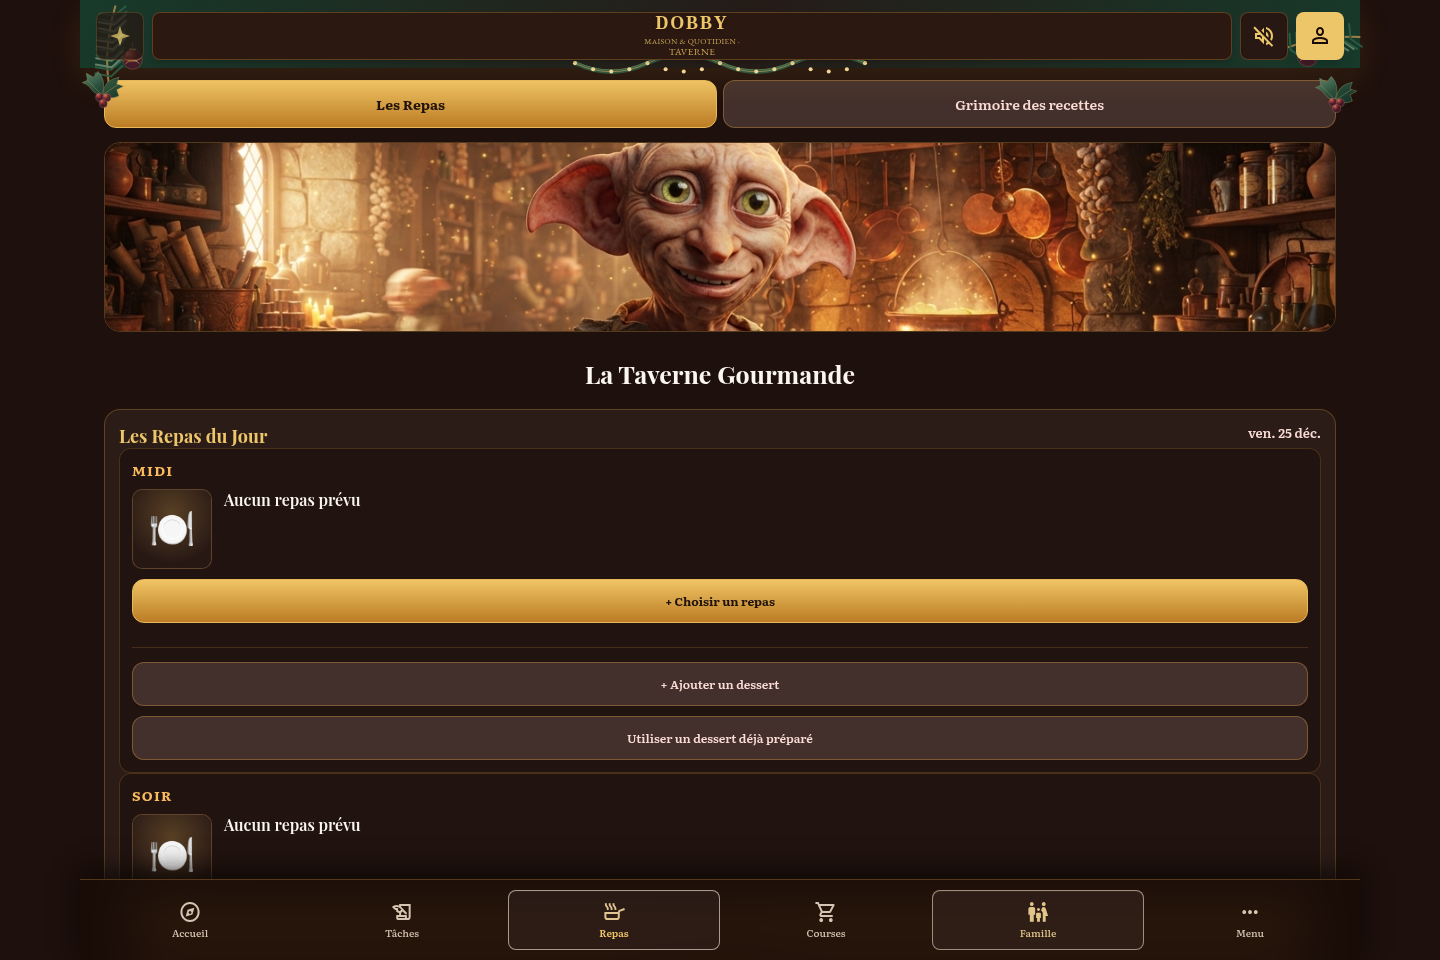 DOBBY
MAISON & QUOTIDIEN ·
TAVERNE
Les Repas
Grimoire des recettes
La Taverne Gourmande
Les Repas du Jour
ven. 25 déc.
MIDI
Aucun repas prévu
+ Choisir un repas
+ Ajouter un dessert
Utiliser un dessert déjà préparé
SOIR
Aucun repas prévu
Accueil
Tâches
Repas
Courses
Famille
Menu